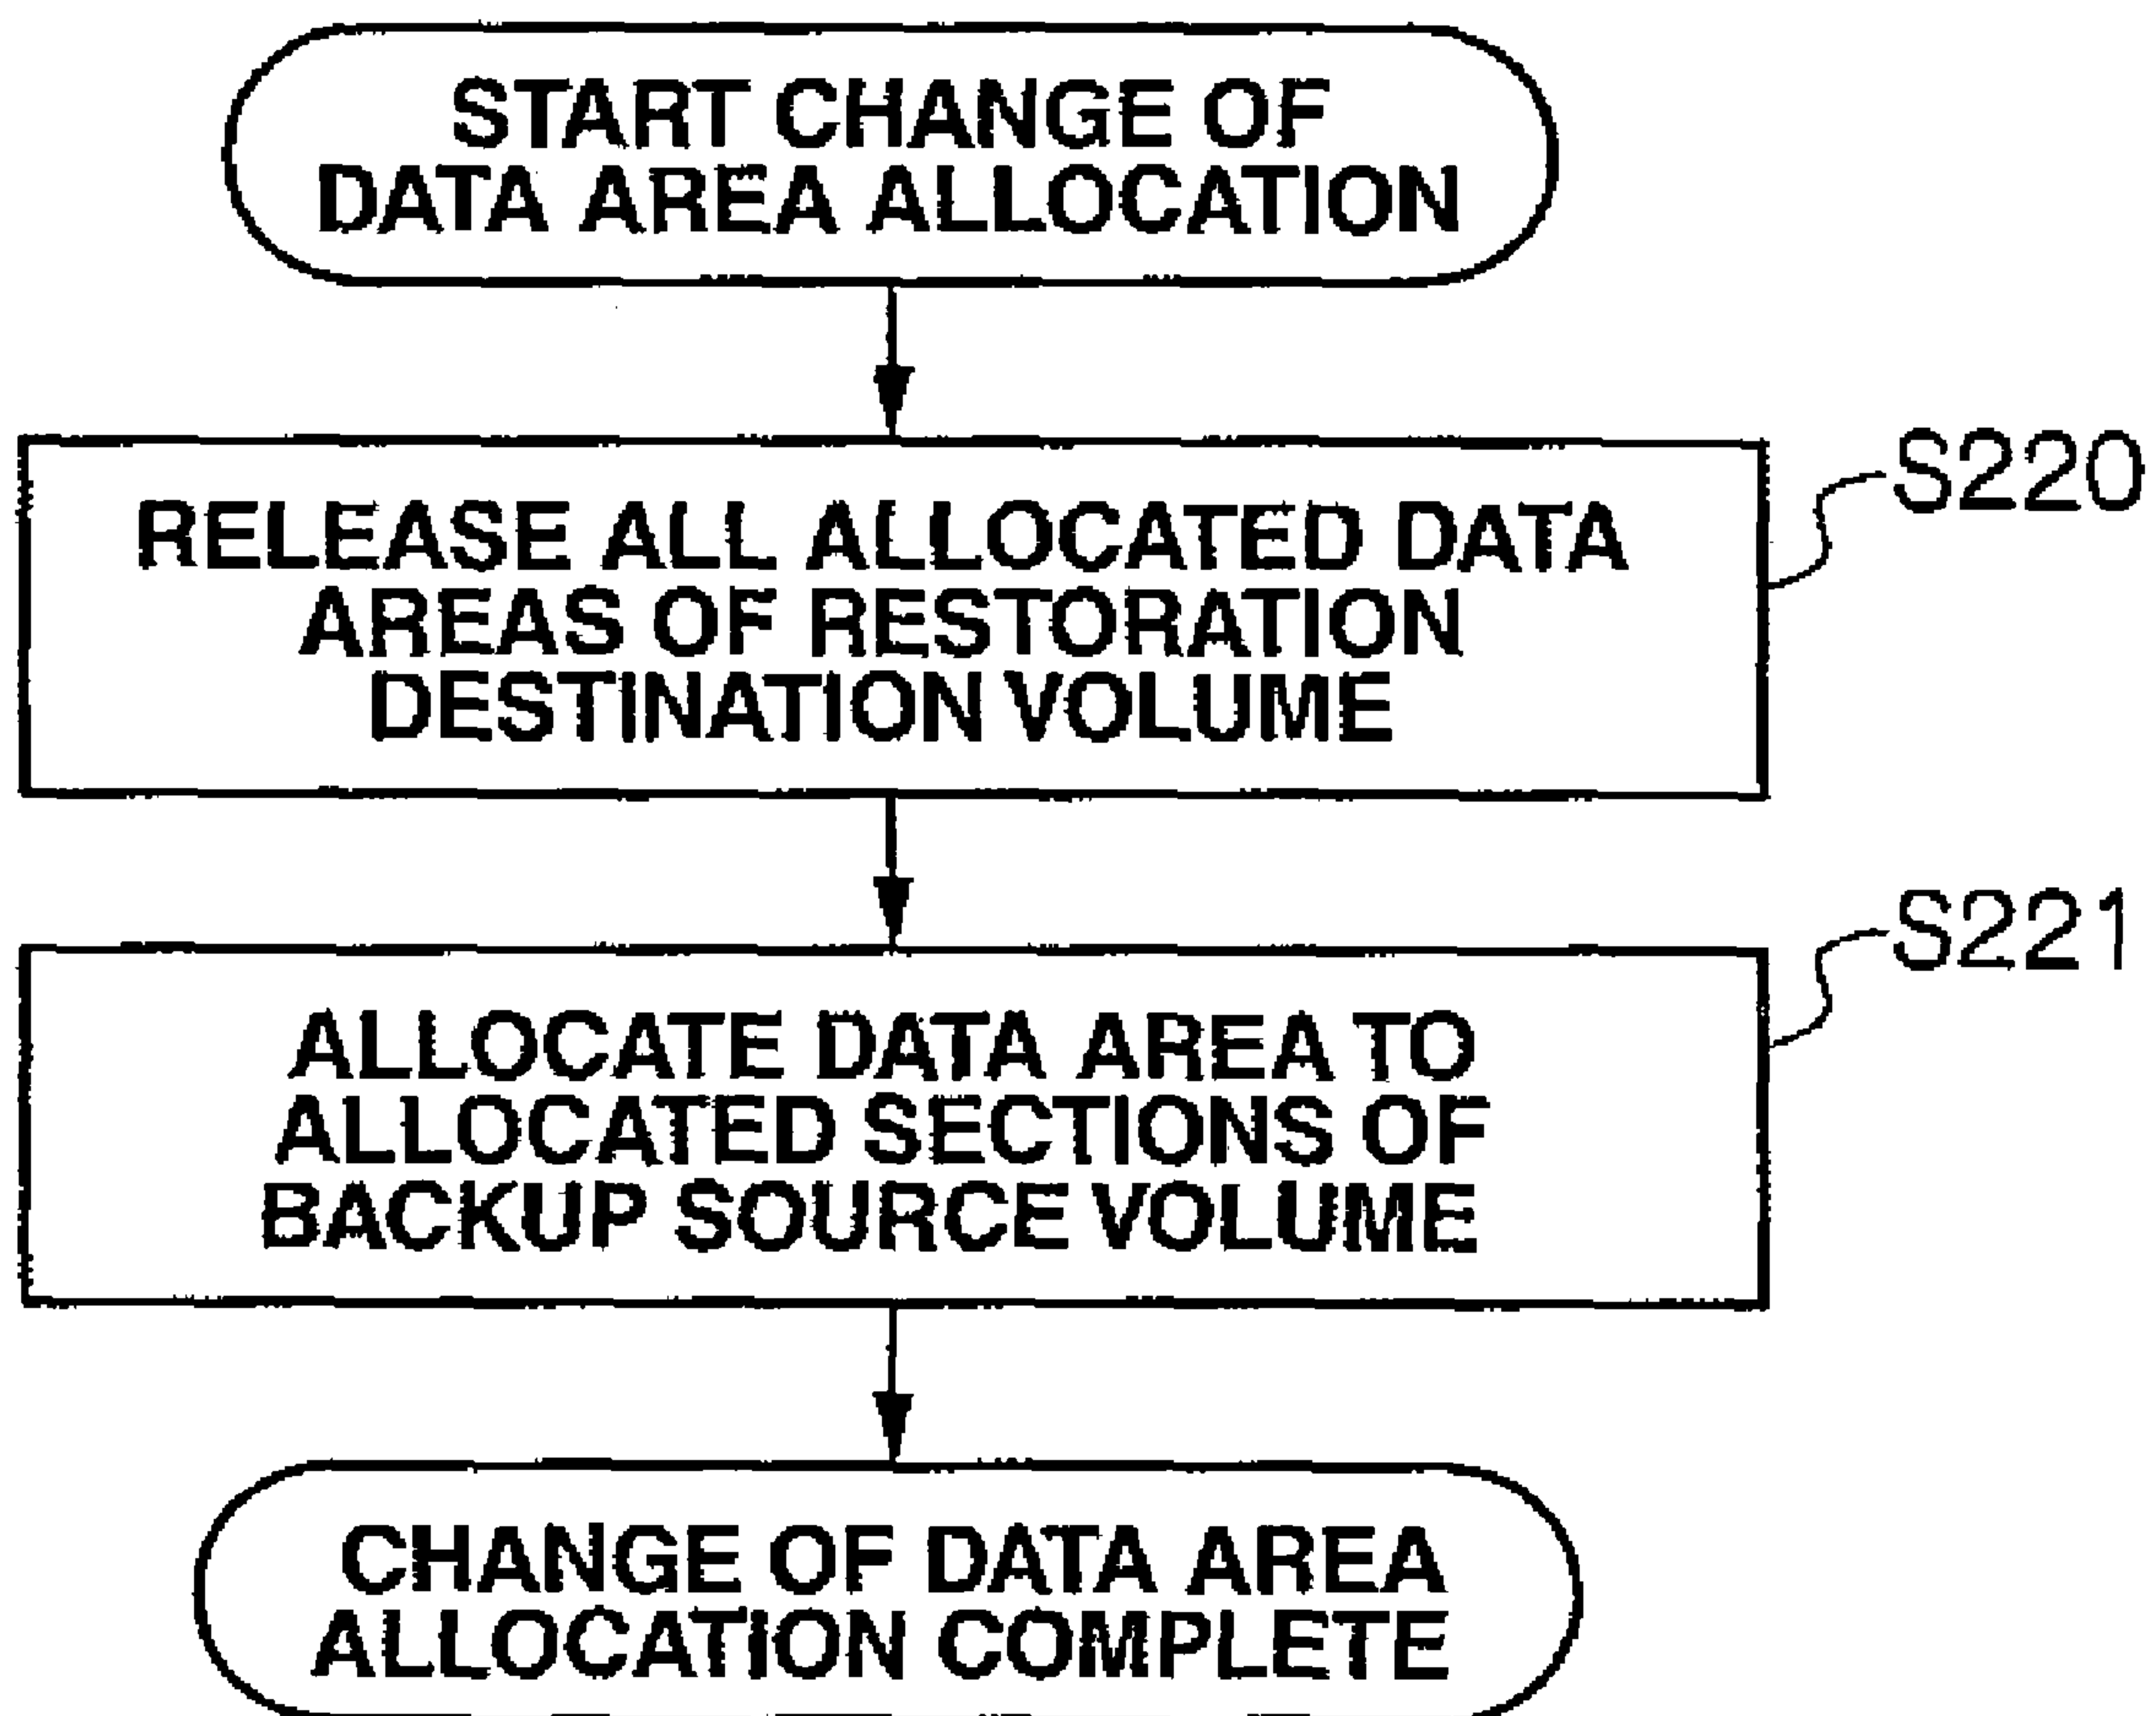 START CHANGE OF
DATA AREA ALLOCATION
S220
RELEASE ALL ALLOCATED DATA
AREAS OF RESTORATION
DESTINATION VOLUME
S221
ALLOCATE DATA AREA TO
ALLOCATED SECTIONS OF
BACKUP SOURCE VOLUME
CHANGE OF DATA AREA
ALLOCATION COMPLETE